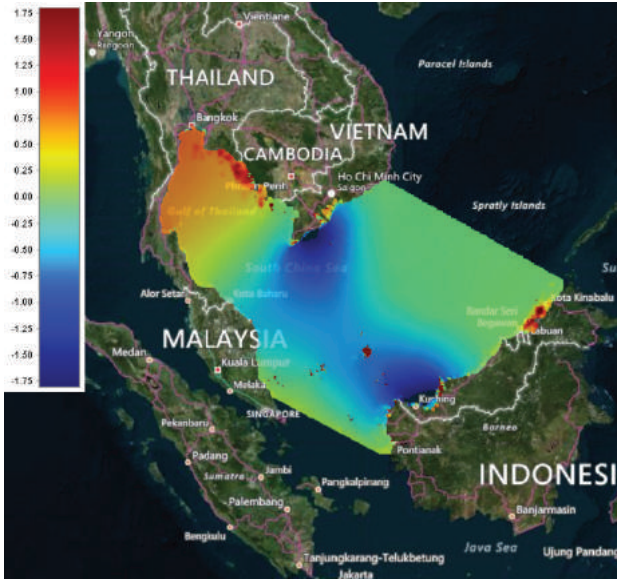 1.75
1.50
1.25
1.00
0.75
0.50
0.25
0.00
-0.25
-0.50
-0.75
-1.00
-1.25
-1.50
-1.75
Vientiane
Yangon
Rangoon
Paracel Islands
THAILAND
Bangkok
VIETNAM
CAMBODIA
Ho Chi Minh City
Saigon
Phnom Penh
Spratly Islands
Gulf of Thailand
South China Sea
Su
Alor Setar
Kota Baharu
Kota Kinabalu
Bandar Seri
Begawan
Labuan
MALAYSIA
Medan
Kuala Lumpur
Melaka
SINGAPORE
Kuching
Borneo
Pekanbaru
Pontianak
Padang
Sumatra
Jambi
Pangkalpinang
INDONESI
Palembang
Banjarmasin
Bengkulu
Java Sea
Ujung Pandang
Tanjungkarang-Telukbetung
Jakarta